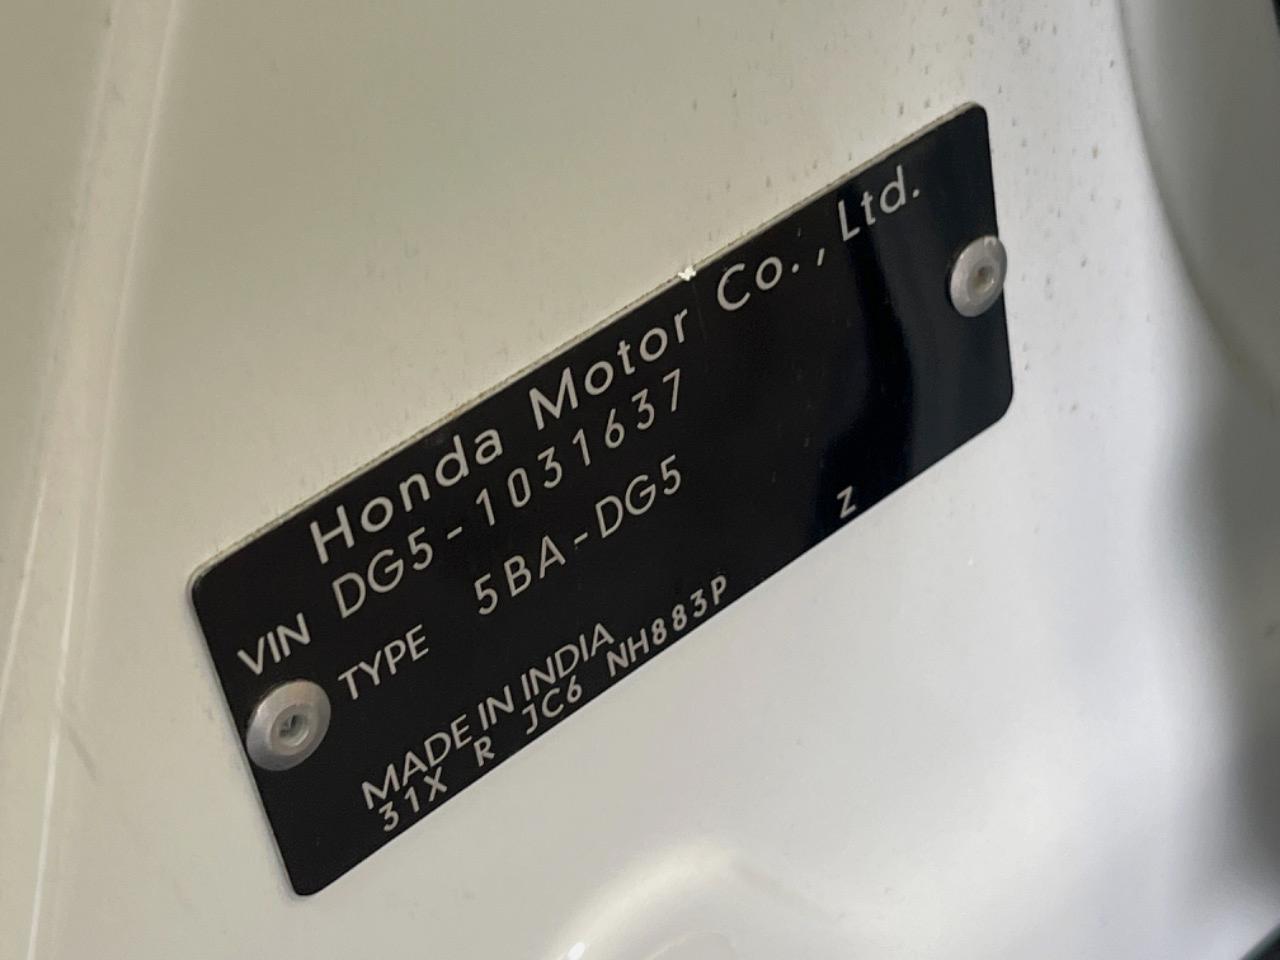 Honda Motor Co., Ltd.
VIN DG5-1031637
TYPE 5BA-DG5
MADE IN INDIA
31X R JC6 NH883P Z